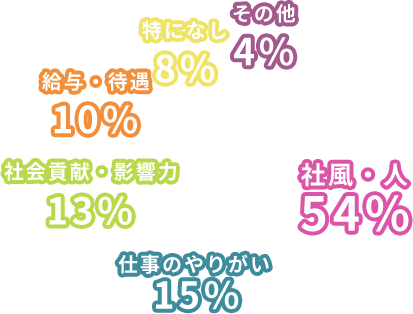 その他
4%
特になし
8%
給与・待遇
10%
社会貢献・影響力
13%
社風・人
54%
仕事のやりがい
15%